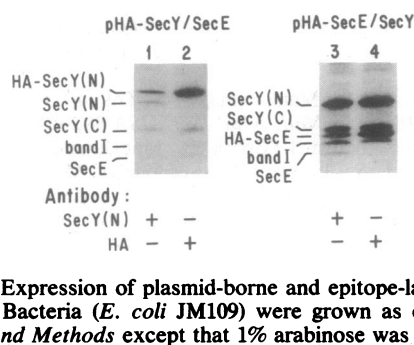 pHA-SecY/SecE pHA-SecE/SecY
1 2 3 4
HA-SecY(N)
SecY(N)
SecY(C)
bandI
SecE
SecY(N)
SecY(C)
HA-SecE
bandI
SecE
Antibody:
SecY(N) + − + −
HA − + − +
Expression of plasmid-borne and epitope-la
Bacteria (E. coli JM109) were grown as
nd Methods except that 1% arabinose was